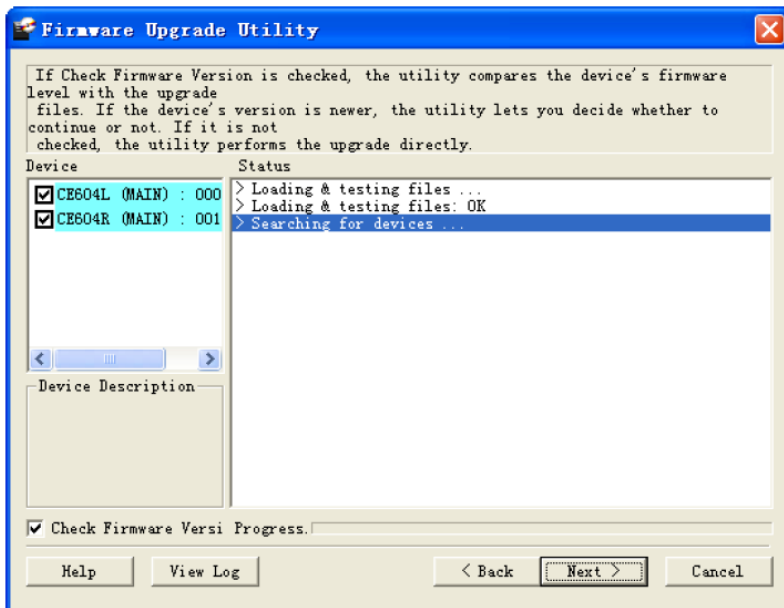 Firmware Upgrade Utility
If Check Firmware Version is checked, the utility compares the device's firmware
level with the upgrade
files. If the device's version is newer, the utility lets you decide whether to
continue or not. If it is not
checked, the utility performs the upgrade directly.
Device
Status
CE604L (MAIN) : 000
CE604R (MAIN) : 001
> Loading & testing files ...
> Loading & testing files: OK
> Searching for devices ...
Device Description
Check Firmware Versi Progress.
Help
View Log
< Back
Next >
Cancel